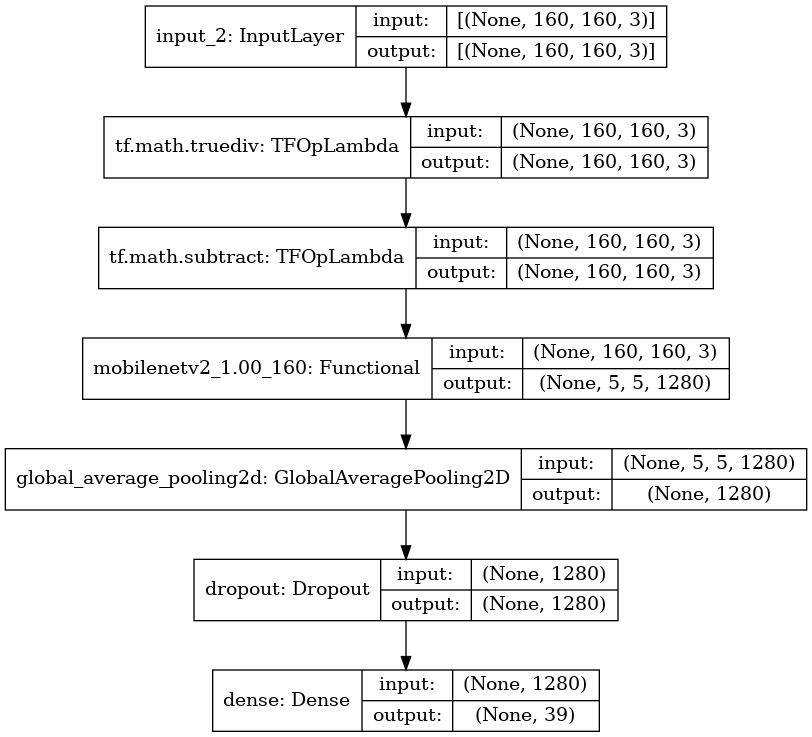 input_2: InputLayer
input: [(None, 160, 160, 3)]
output: [(None, 160, 160, 3)]
tf.math.truediv: TFOpLambda
input: (None, 160, 160, 3)
output: (None, 160, 160, 3)
tf.math.subtract: TFOpLambda
input: (None, 160, 160, 3)
output: (None, 160, 160, 3)
mobilenetv2_1.00_160: Functional
input: (None, 160, 160, 3)
output: (None, 5, 5, 1280)
global_average_pooling2d: GlobalAveragePooling2D
input: (None, 5, 5, 1280)
output: (None, 1280)
dropout: Dropout
input: (None, 1280)
output: (None, 1280)
dense: Dense
input: (None, 1280)
output: (None, 39)